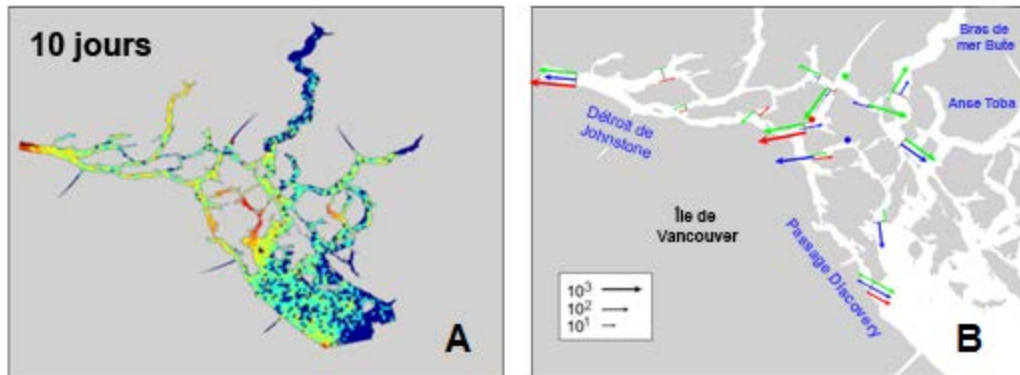 10 jours
A
Bras de
mer Bute
Anse Toba
Détroit de
Johnstone
Île de
Vancouver
Passage Discovery
10³
10²
10¹
B